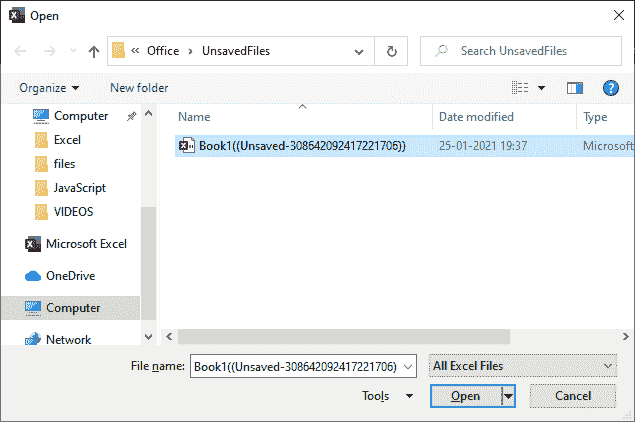 Open
« Office › UnsavedFiles
Search UnsavedFiles
Organize
New folder
Name
Date modified
Type
Computer
Excel
files
JavaScript
VIDEOS
Microsoft Excel
OneDrive
Computer
Network
Book1((Unsaved-308642092417221706))
25-01-2021 19:37
Microsoft
File name:
Book1((Unsaved-308642092417221706)
All Excel Files
Tools
Open
Cancel